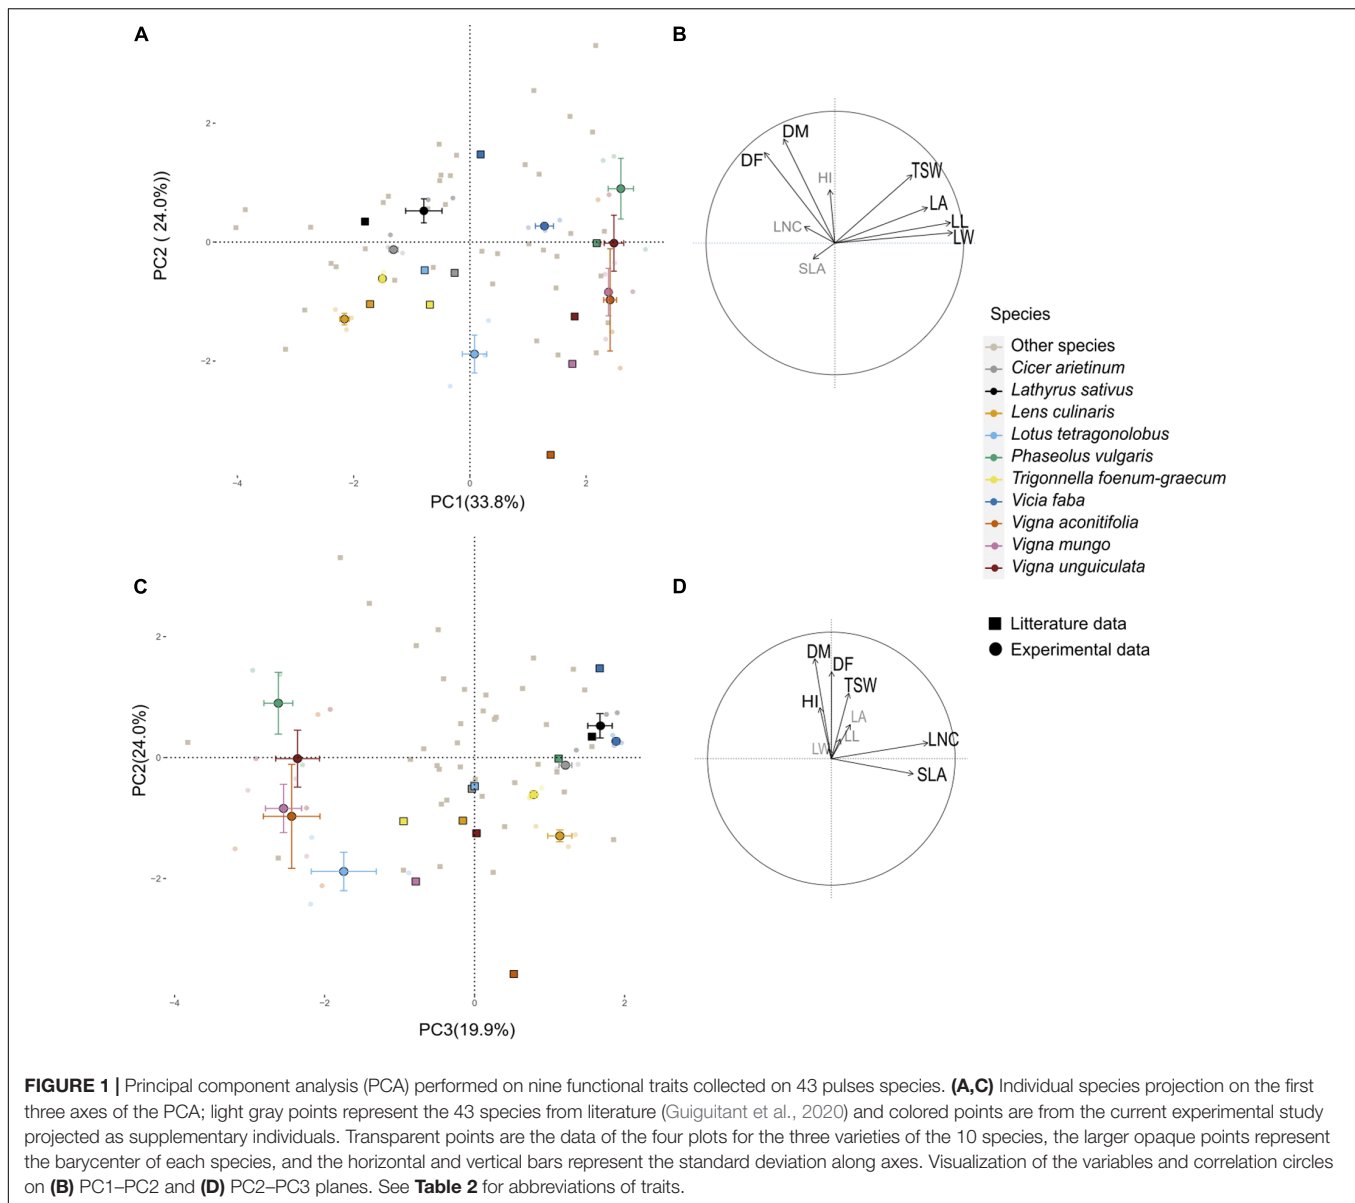 A
B
2
0
−2
PC2 ( 24.0%))
−4
−2
0
2
PC1(33.8%)
DM
DF
HI
TSW
LA
LNC
LL
LW
SLA
Species
Other species
Cicer arietinum
Lathyrus sativus
Lens culinaris
Lotus tetragonolobus
Phaseolus vulgaris
Trigonnella foenum-graecum
Vicia faba
Vigna aconitifolia
Vigna mungo
Vigna unguiculata
Litterature data
Experimental data
C
D
2
0
−2
PC2(24.0%)
−4
−2
0
2
PC3(19.9%)
DM
DF
TSW
HI
LA
LL
LW
LNC
SLA
FIGURE 1 | Principal component analysis (PCA) performed on nine functional traits collected on 43 pulses species. (A,C) Individual species projection on the first
three axes of the PCA; light gray points represent the 43 species from literature (Guiguitant et al., 2020) and colored points are from the current experimental study
projected as supplementary individuals. Transparent points are the data of the four plots for the three varieties of the 10 species, the larger opaque points represent
the barycenter of each species, and the horizontal and vertical bars represent the standard deviation along axes. Visualization of the variables and correlation circles
on (B) PC1–PC2 and (D) PC2–PC3 planes. See Table 2 for abbreviations of traits.